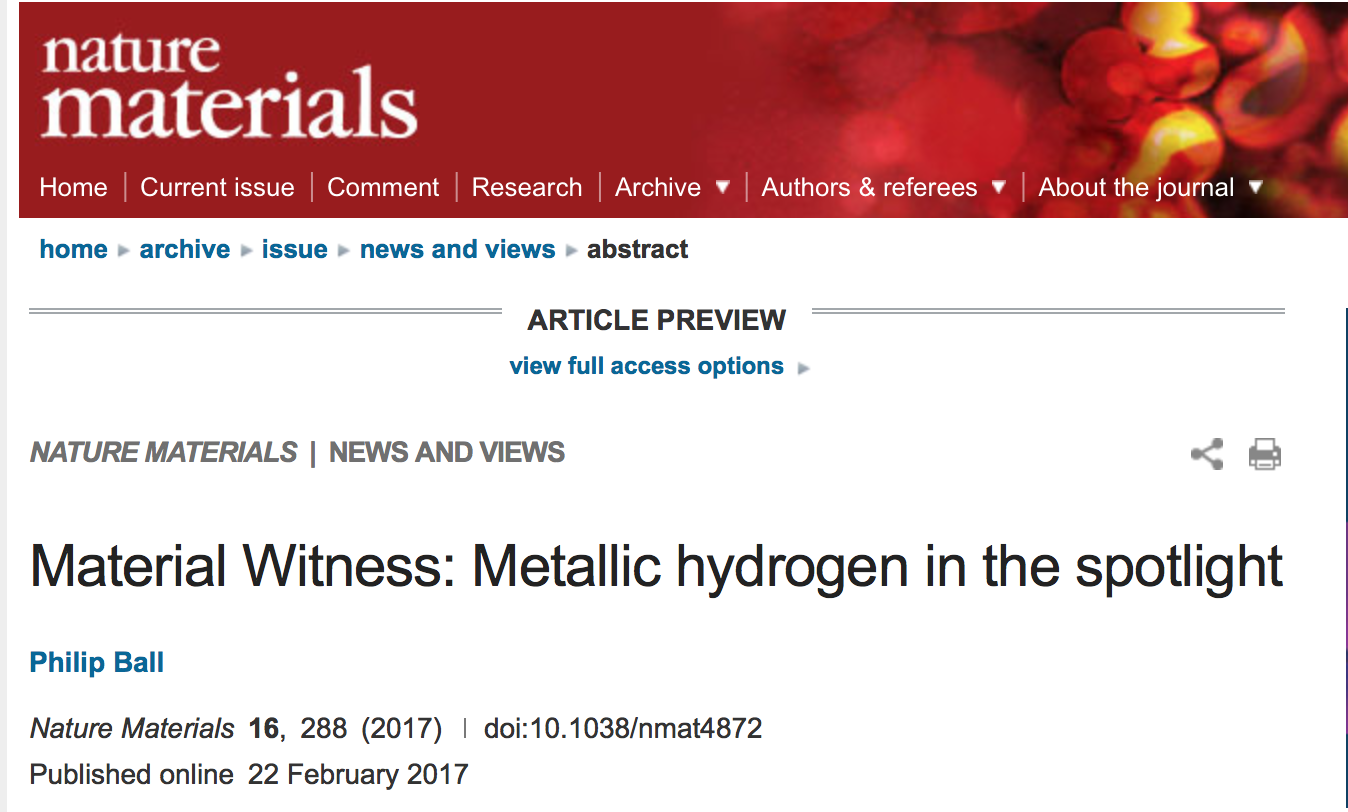 nature
materials
Home | Current issue | Comment | Research | Archive ▼ | Authors & referees ▼ | About the journal ▼
home ▸ archive ▸ issue ▸ news and views ▸ abstract
ARTICLE PREVIEW
view full access options ▸
NATURE MATERIALS | NEWS AND VIEWS
Material Witness: Metallic hydrogen in the spotlight
Philip Ball
Nature Materials 16, 288 (2017) | doi:10.1038/nmat4872
Published online 22 February 2017